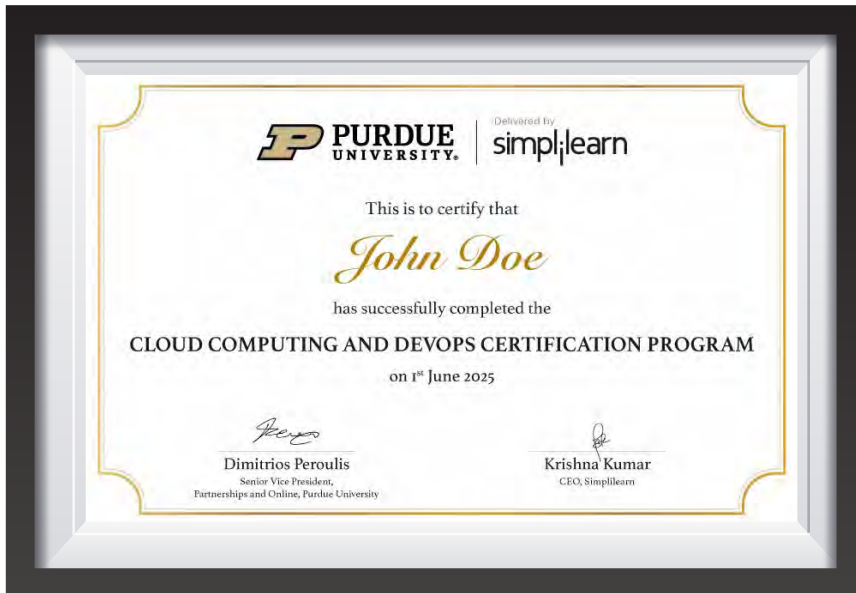 PURDUE
UNIVERSITY®
Delivered by
simplilearn
This is to certify that
John Doe
has successfully completed the
CLOUD COMPUTING AND DEVOPS CERTIFICATION PROGRAM
on 1st June 2025
Dimitrios Peroulis
Senior Vice President,
Partnerships and Online, Purdue University
Krishna Kumar
CEO, Simplilearn